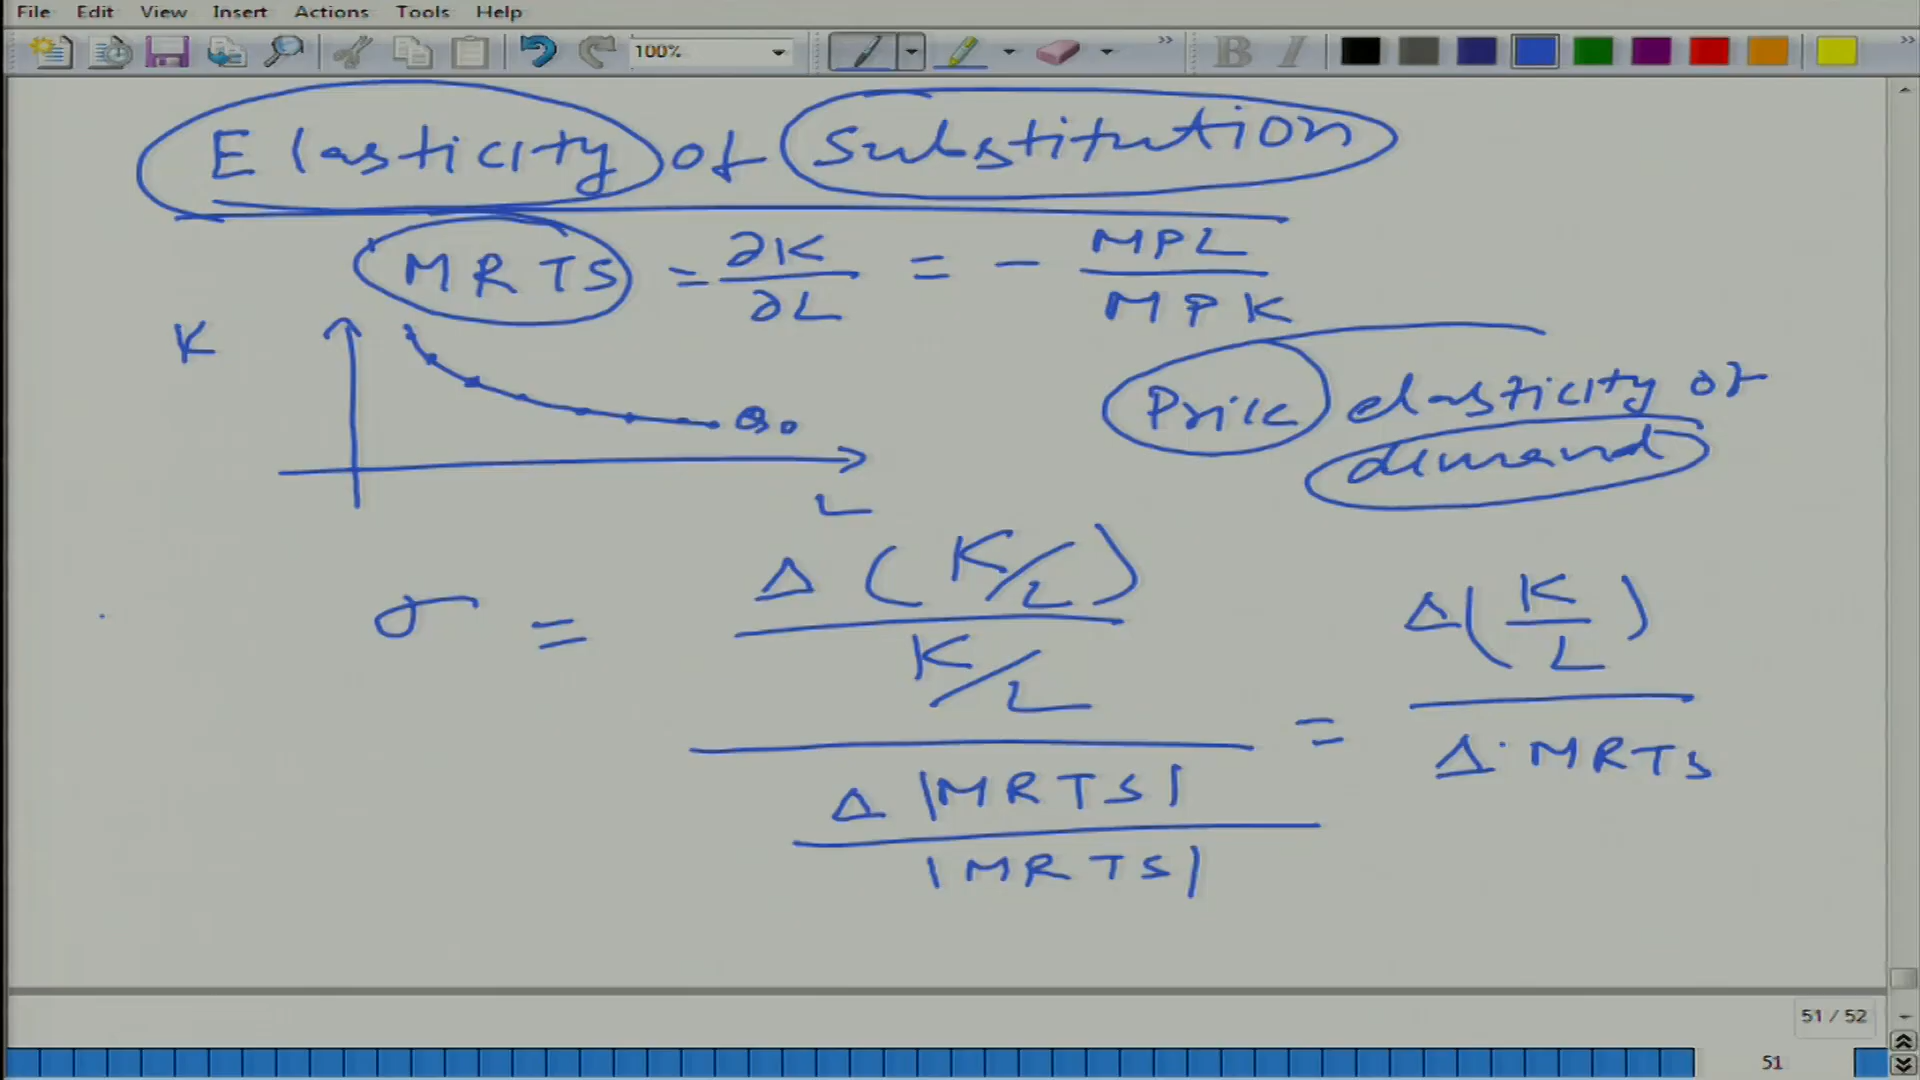 File Edit View Insert Actions Tools Help
100% » B I »
Elasticity of Substitution
MRTS = ∂K/∂L = - MPL/MPK
K
Price elasticity of
demand
Q₀
L
σ = (Δ(K/L) / (K/L)) / (Δ|MRTS| / |MRTS|) = Δ(K/L) / Δ·MRTS
51 / 52
51